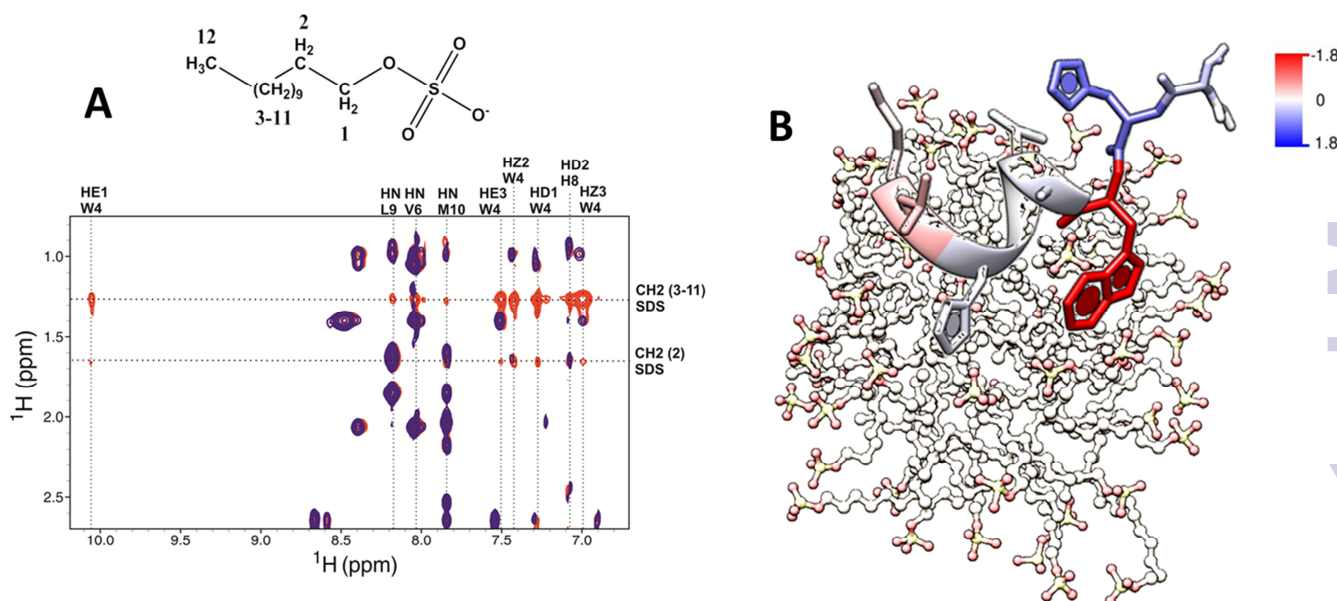 A
12
2
H₃C
H₂
(CH₂)₉
3-11
C
H₂
1
O
S
O
O
O⁻
HE1
W4
HN
L9
HN
V6
HN
M10
HE3
W4
HZ2
W4
HD1
W4
HD2
H8
HZ3
W4
1.0
1.5
2.0
2.5
¹H (ppm)
CH2 (3-11)
SDS
CH2 (2)
SDS
10.0 9.5 9.0 8.5 8.0 7.5 7.0
¹H (ppm)
B
-1.8
0
1.8